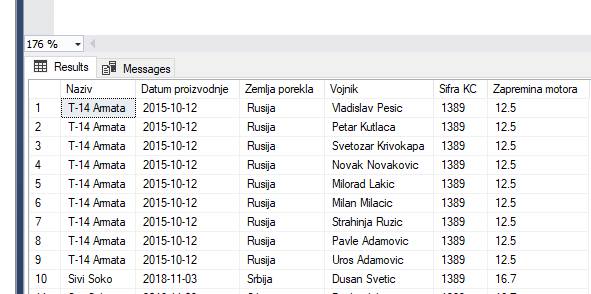 176 %
Results Messages
Naziv Datum proizvodnje Zemlja porekla Vojnik Sifra KC Zapremina motora
1 T-14 Armata 2015-10-12 Rusija Vladislav Pesic 1389 12.5
2 T-14 Armata 2015-10-12 Rusija Petar Kutlaca 1389 12.5
3 T-14 Armata 2015-10-12 Rusija Svetozar Krivokapa 1389 12.5
4 T-14 Armata 2015-10-12 Rusija Novak Novakovic 1389 12.5
5 T-14 Armata 2015-10-12 Rusija Milorad Lakic 1389 12.5
6 T-14 Armata 2015-10-12 Rusija Milan Milacic 1389 12.5
7 T-14 Armata 2015-10-12 Rusija Strahinja Ruzic 1389 12.5
8 T-14 Armata 2015-10-12 Rusija Pavle Adamovic 1389 12.5
9 T-14 Armata 2015-10-12 Rusija Uros Adamovic 1389 12.5
10 Sivi Soko 2018-11-03 Srbija Dusan Svetic 1389 16.7